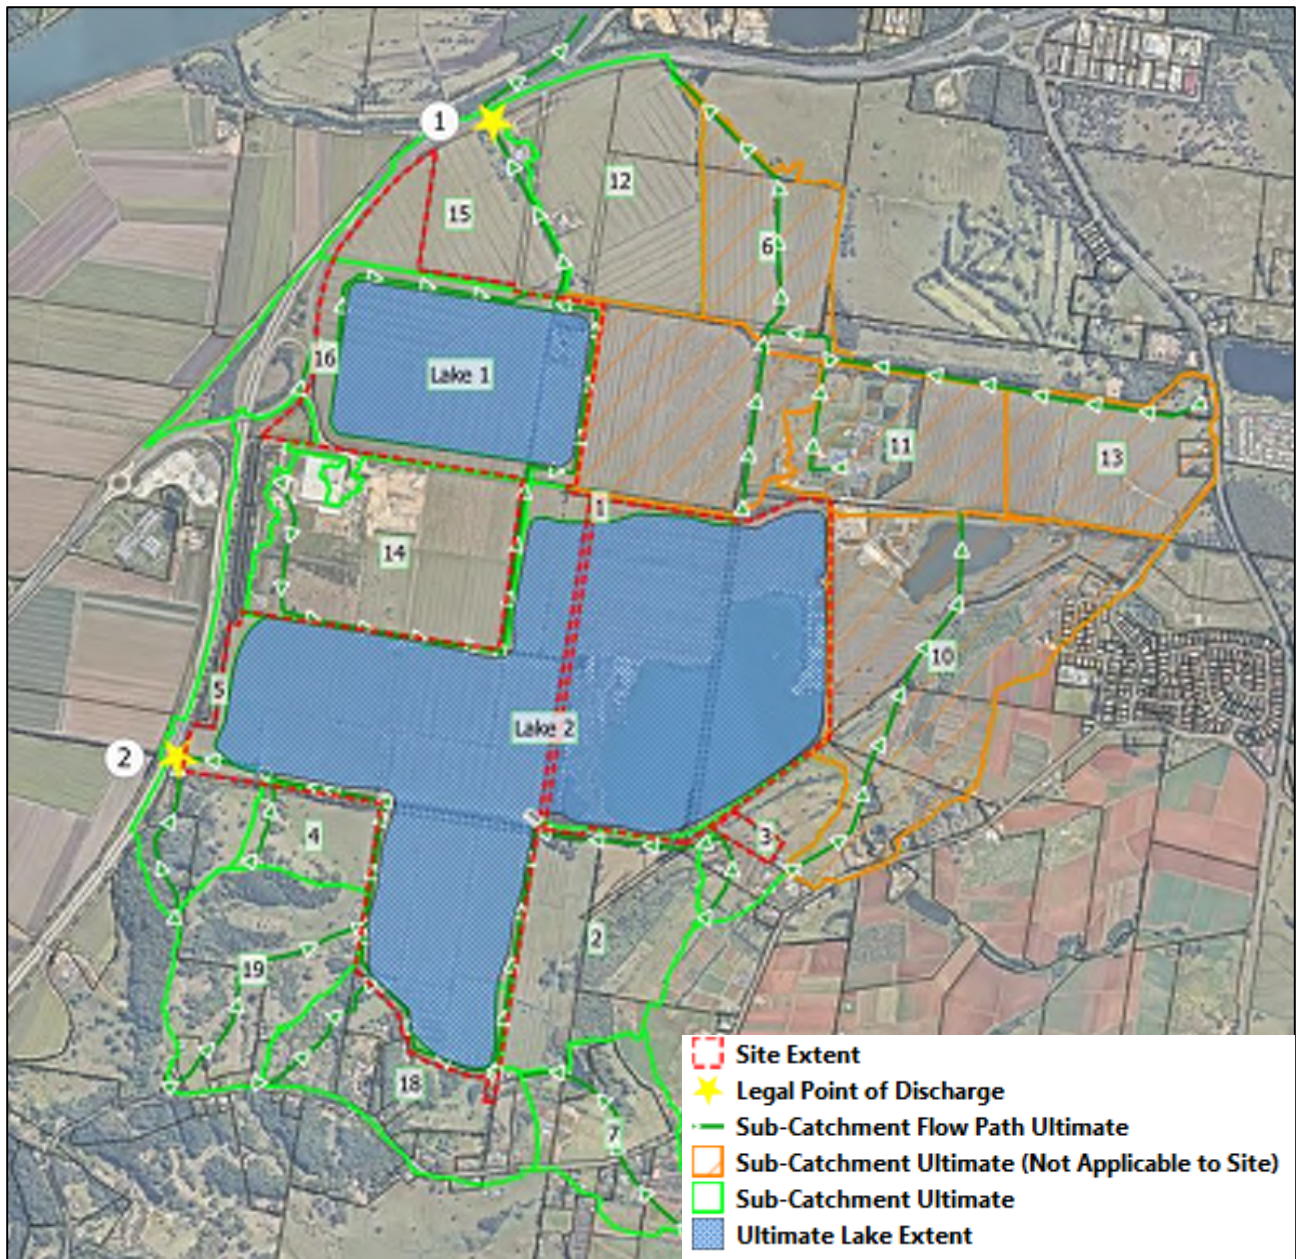 1
12
15
6
16
Lake 1
11
13
1
14
10
5
Lake 2
2
4
3
2
19
18
7
Site Extent
Legal Point of Discharge
Sub-Catchment Flow Path Ultimate
Sub-Catchment Ultimate (Not Applicable to Site)
Sub-Catchment Ultimate
Ultimate Lake Extent